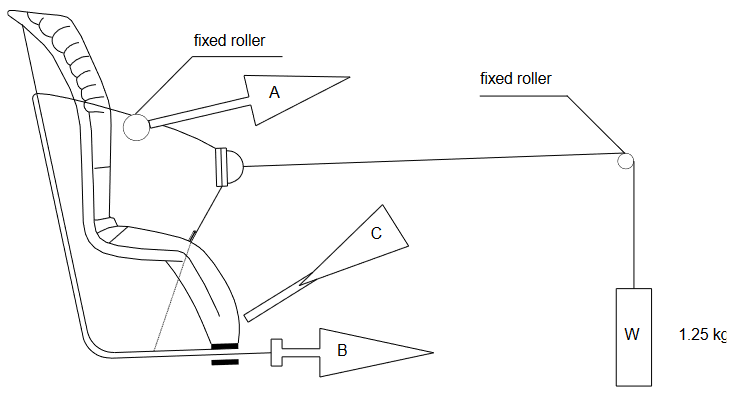 fixed roller
A
fixed roller
C
W 1.25 kg
B